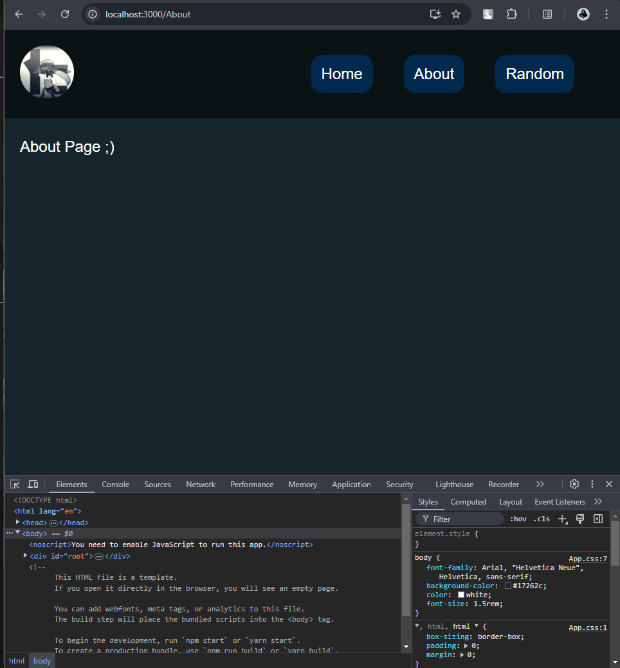 localhost:3000/About
Home About Random
About Page ;)
Elements Console Sources Network Performance Memory Application Security Lighthouse Recorder
<!DOCTYPE html>
<html lang="en">
<head> </head>
<body> == $0
<noscript>You need to enable JavaScript to run this app.</noscript>
<div id="root"> </div>
<!--
This HTML file is a template.
If you open it directly in the browser, you will see an empty page.
You can add webfonts, meta tags, or analytics to this file.
The build step will place the bundled scripts into the <body> tag.
To begin the development, run `npm start` or `yarn start`.
To create a production bundle, use `npm run build` or `yarn build`.
html body
Styles Computed Layout Event Listeners
Filter :hov .cls
element.style {
}
body { App.css:7
font-family: Arial, "Helvetica Neue",
Helvetica, sans-serif;
background-color: #17262c;
color: white;
font-size: 1.5rem;
}
*, html, html * { App.css:1
box-sizing: border-box;
padding: 0;
margin: 0;
}